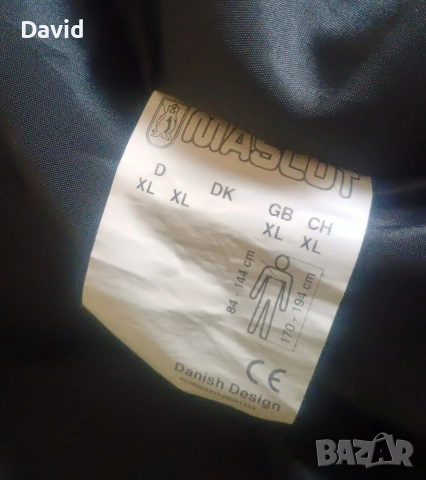 David
MASCOT
D DK GB CH
XL XL XL XL
84 - 144 cm
170 - 194 cm
CE
Danish Design
BAZAR